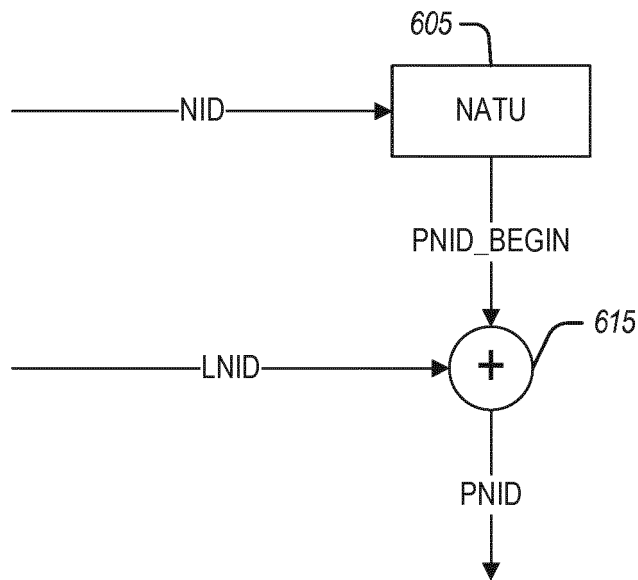 605
NID
NATU
PNID_BEGIN
615
LNID
+
PNID